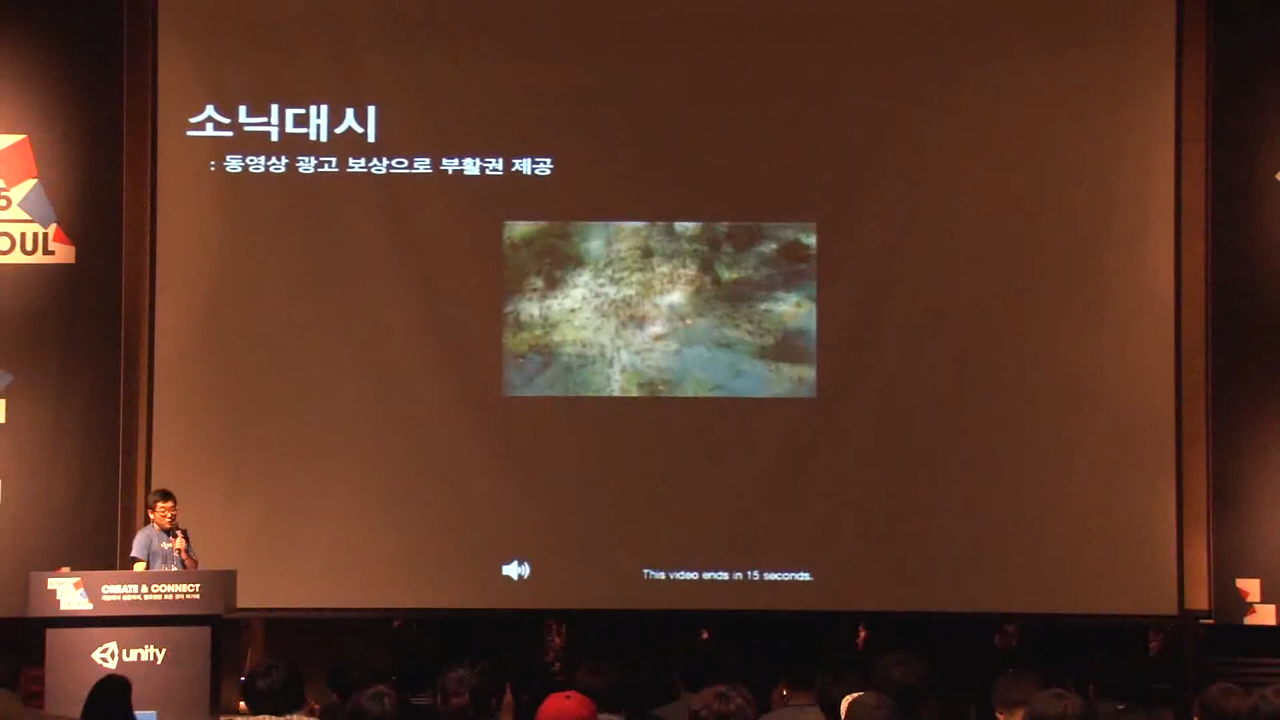 소닉대시
: 동영상 광고 보상으로 부활권 제공
This video ends in 15 seconds.
5
OUL
CREATE & CONNECT
unity